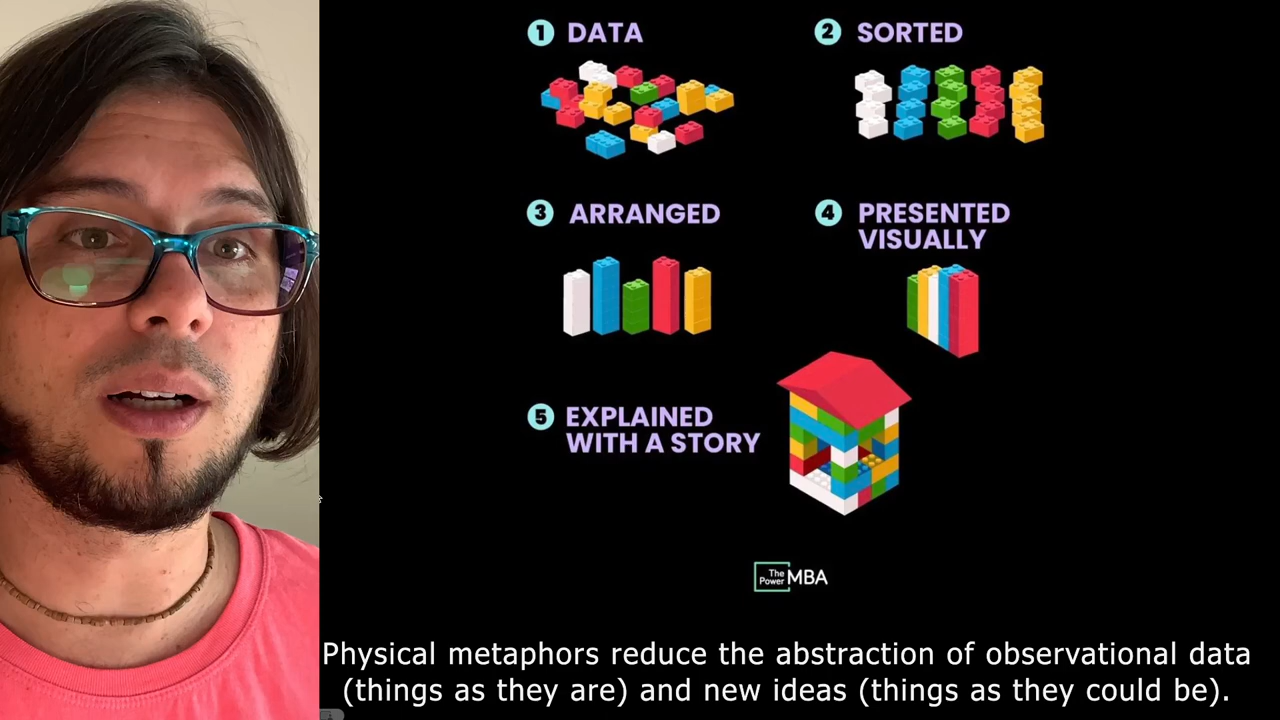 1 DATA
2 SORTED
3 ARRANGED
4 PRESENTED
VISUALLY
5 EXPLAINED
WITH A STORY
The
Power MBA
Physical metaphors reduce the abstraction of observational data
(things as they are) and new ideas (things as they could be).